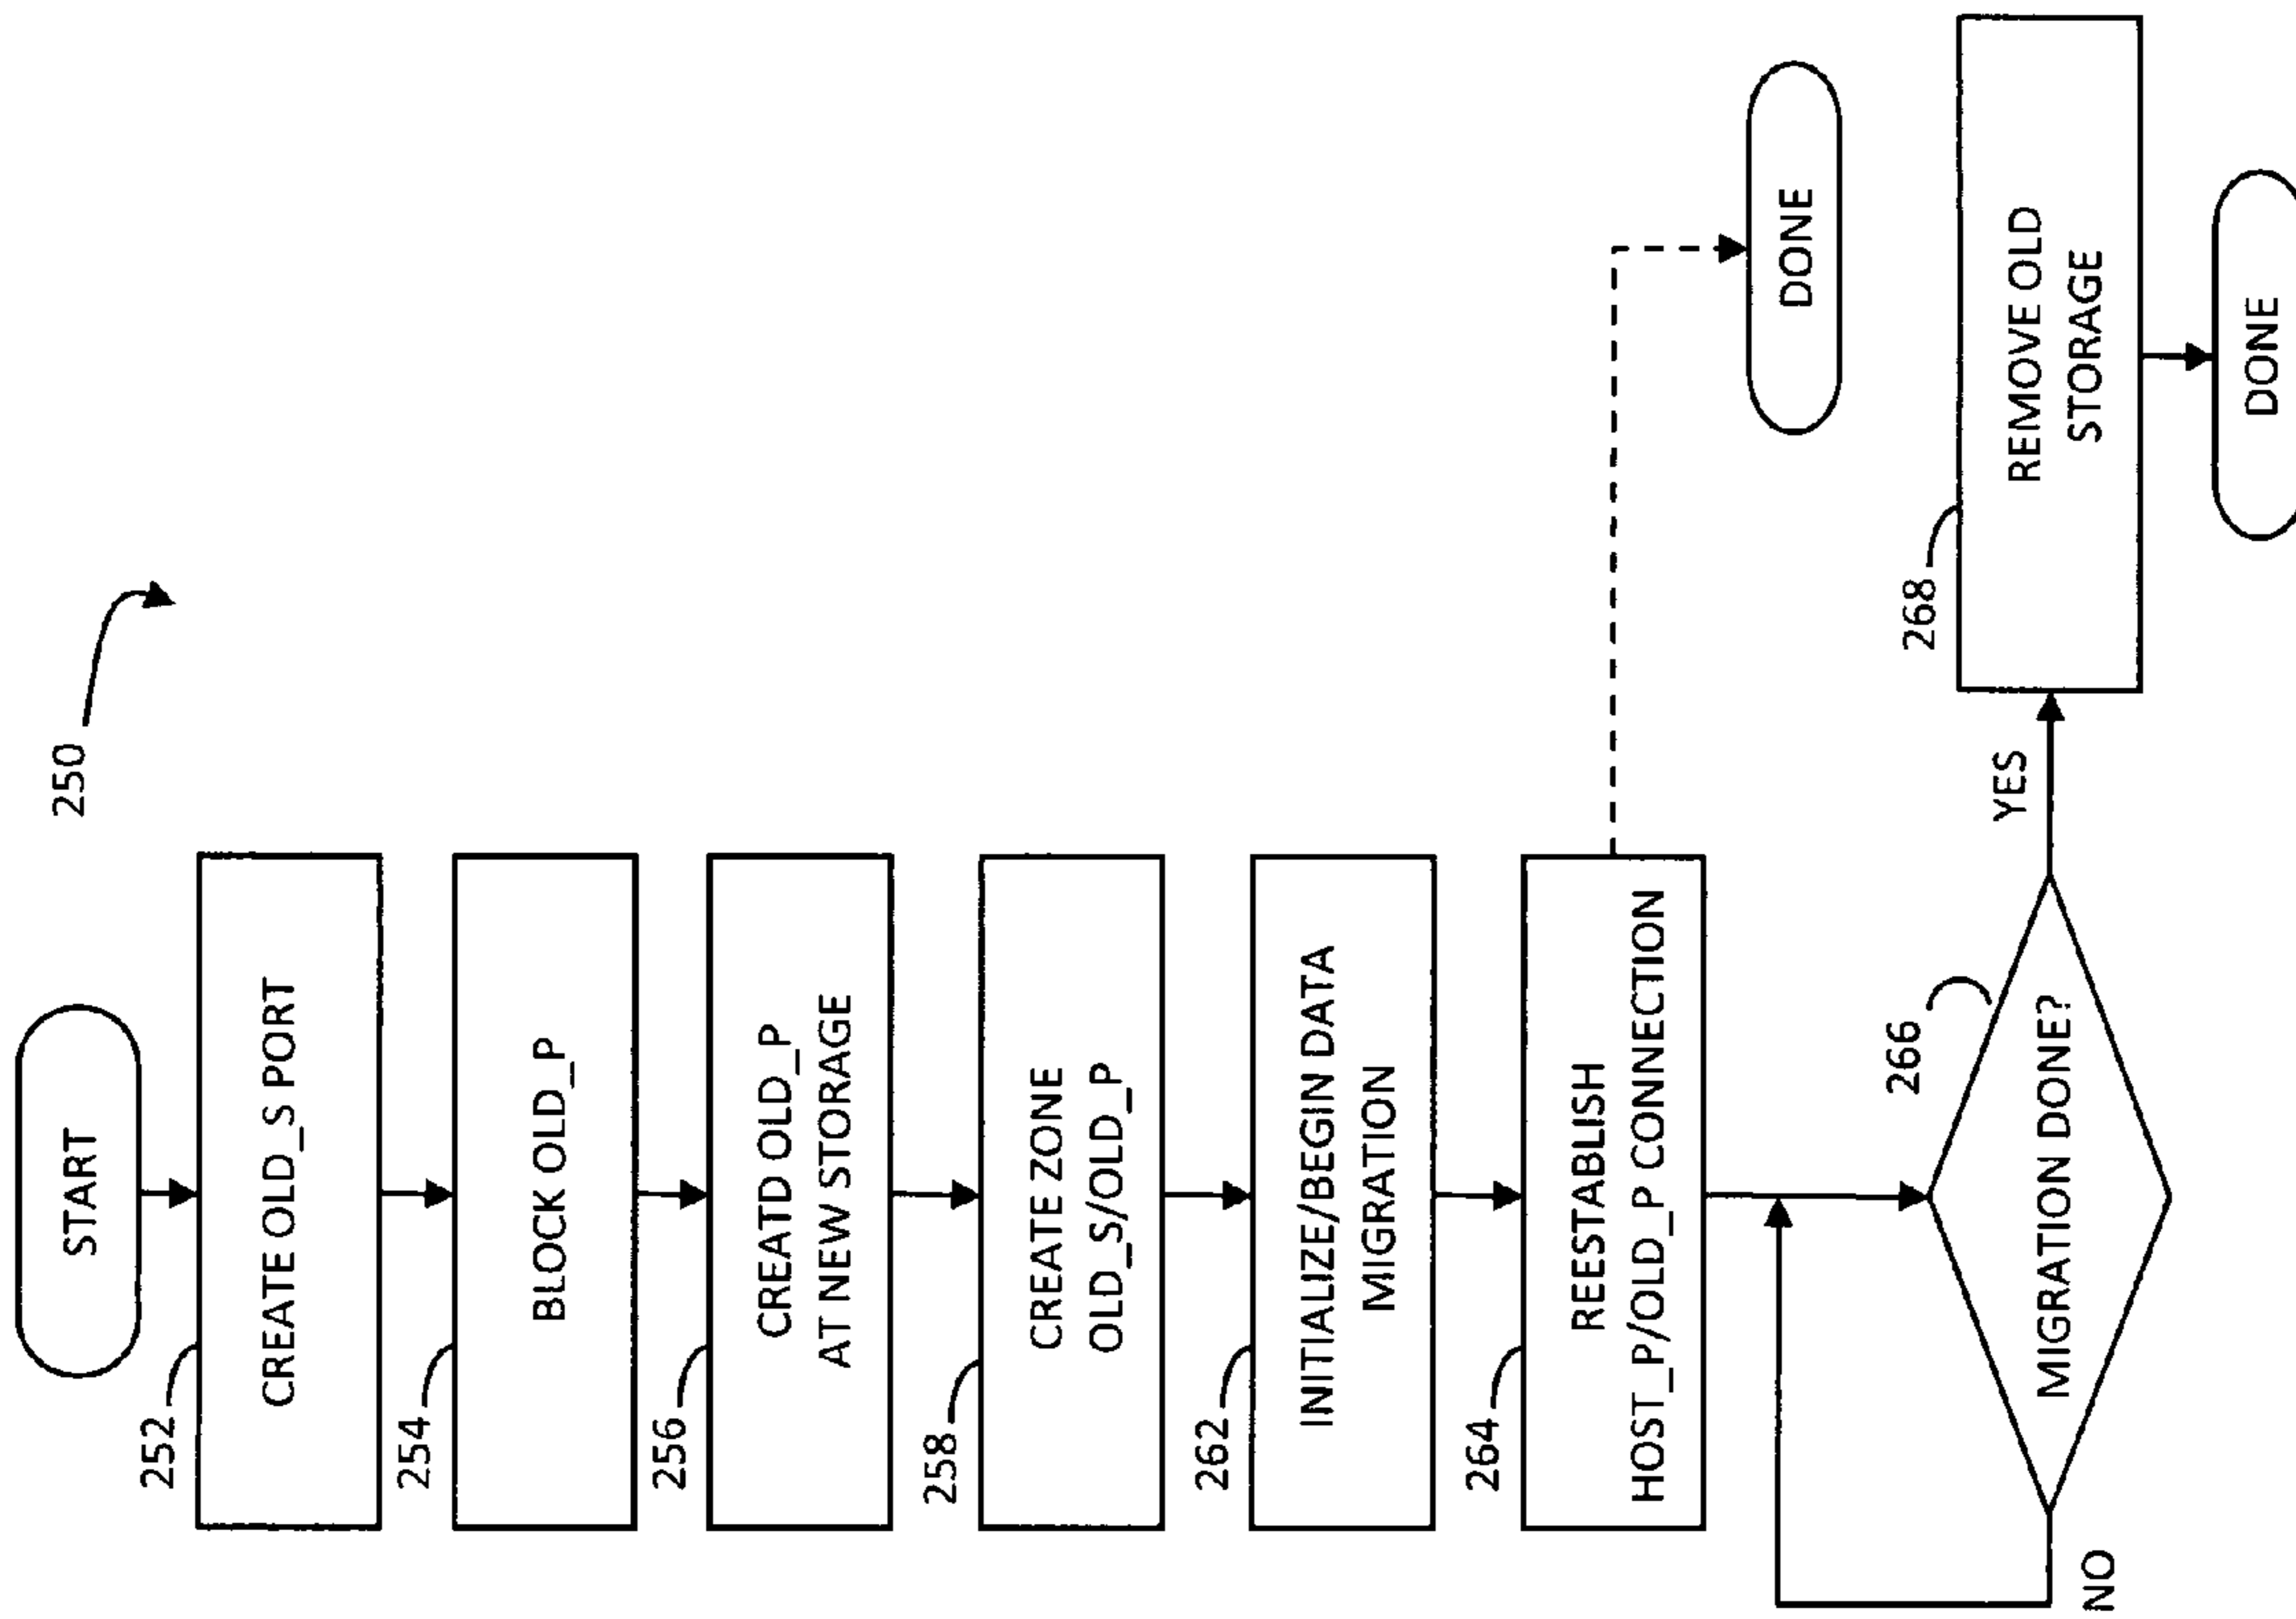 250
START
252
CREATE OLD_S PORT
254
BLOCK OLD_P
256
CREATD OLD_P
AT NEW STORAGE
258
CREATE ZONE
OLD_S/OLD_P
262
INITIALIZE/BEGIN DATA
MIGRATION
264
REESTABLISH
HOST_P/OLD_P CONNECTION
DONE
266
MIGRATION DONE?
NO
YES
268
REMOVE OLD
STORAGE
DONE